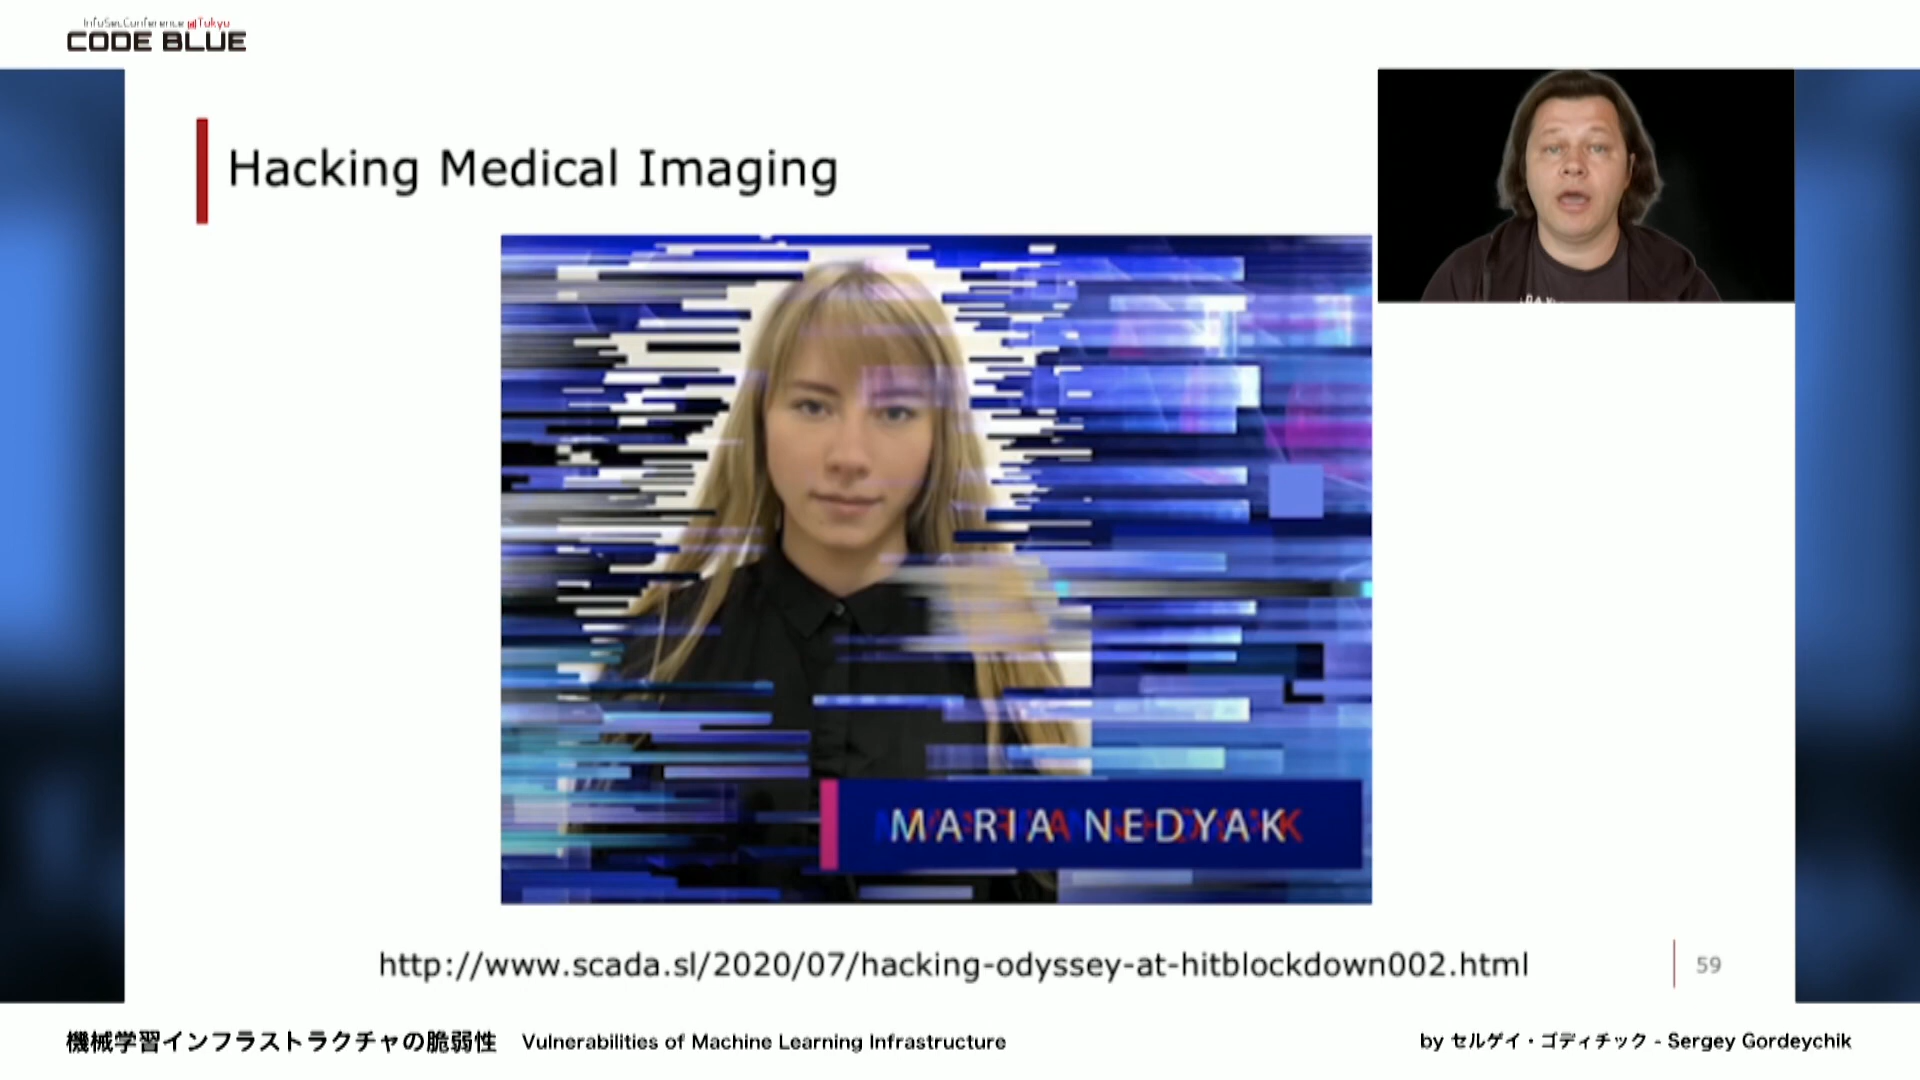 InfoSecConference @Tokyo
CODE BLUE
Hacking Medical Imaging
MARIA NEDYAK
http://www.scada.sl/2020/07/hacking-odyssey-at-hitblockdown002.html
59
機械学習インフラストラクチャの脆弱性 Vulnerabilities of Machine Learning Infrastructure
by セルゲイ・ゴディチック - Sergey Gordeychik